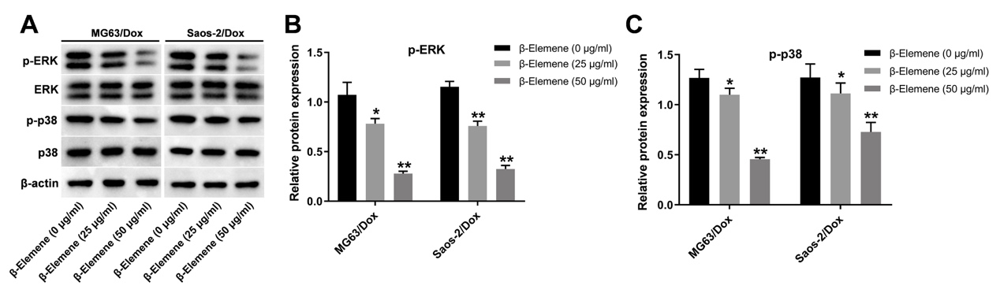 A
MG63/Dox
Saos-2/Dox
p-ERK
ERK
p-p38
p38
β-actin
β-Elemene (0 μg/ml)
β-Elemene (25 μg/ml)
β-Elemene (50 μg/ml)
β-Elemene (0 μg/ml)
β-Elemene (25 μg/ml)
β-Elemene (50 μg/ml)
B
p-ERK
β-Elemene (0 μg/ml)
β-Elemene (25 μg/ml)
β-Elemene (50 μg/ml)
Relative protein expression
1.5
1.0
0.5
0.0
*
**
**
**
MG63/Dox
Saos-2/Dox
C
p-p38
β-Elemene (0 μg/ml)
β-Elemene (25 μg/ml)
β-Elemene (50 μg/ml)
Relative protein expression
1.5
1.0
0.5
0.0
*
**
*
**
MG63/Dox
Saos-2/Dox